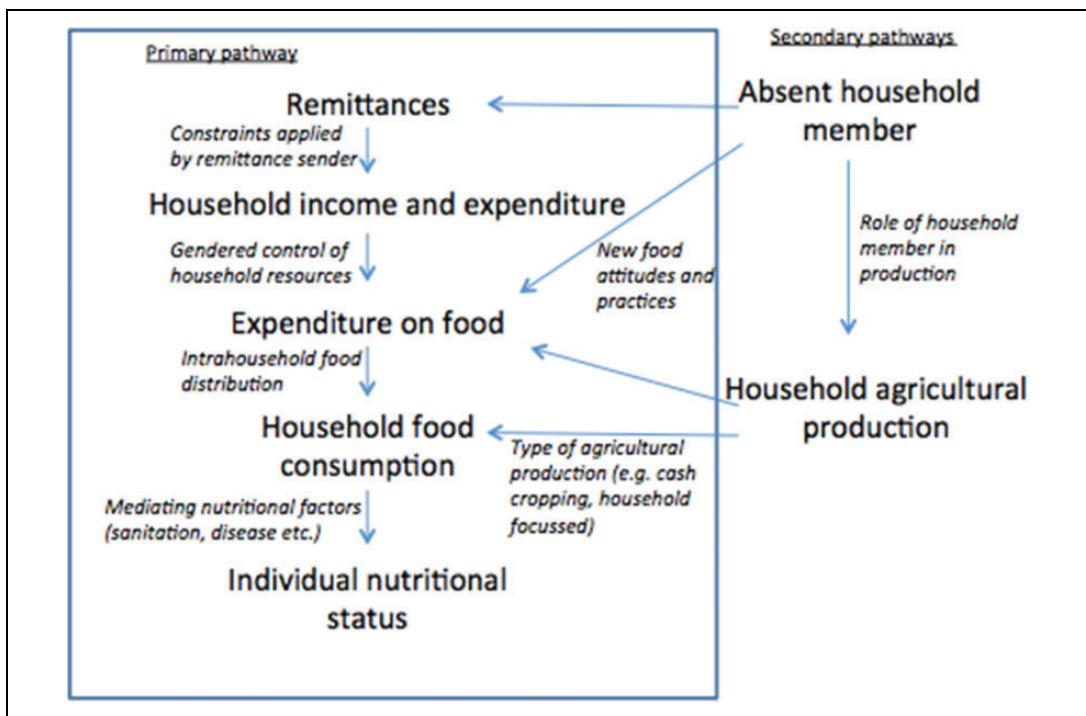 Primary pathway
Remittances
Constraints applied
by remittance sender
Household income and expenditure
Gendered control of
household resources
Expenditure on food
Intrahousehold food
distribution
Household food
consumption
Mediating nutritional factors
(sanitation, disease etc.)
Individual nutritional
status
New food
attitudes and
practices
Type of agricultural
production (e.g. cash
cropping, household
focussed)
Secondary pathways
Absent household
member
Role of household
member in
production
Household agricultural
production